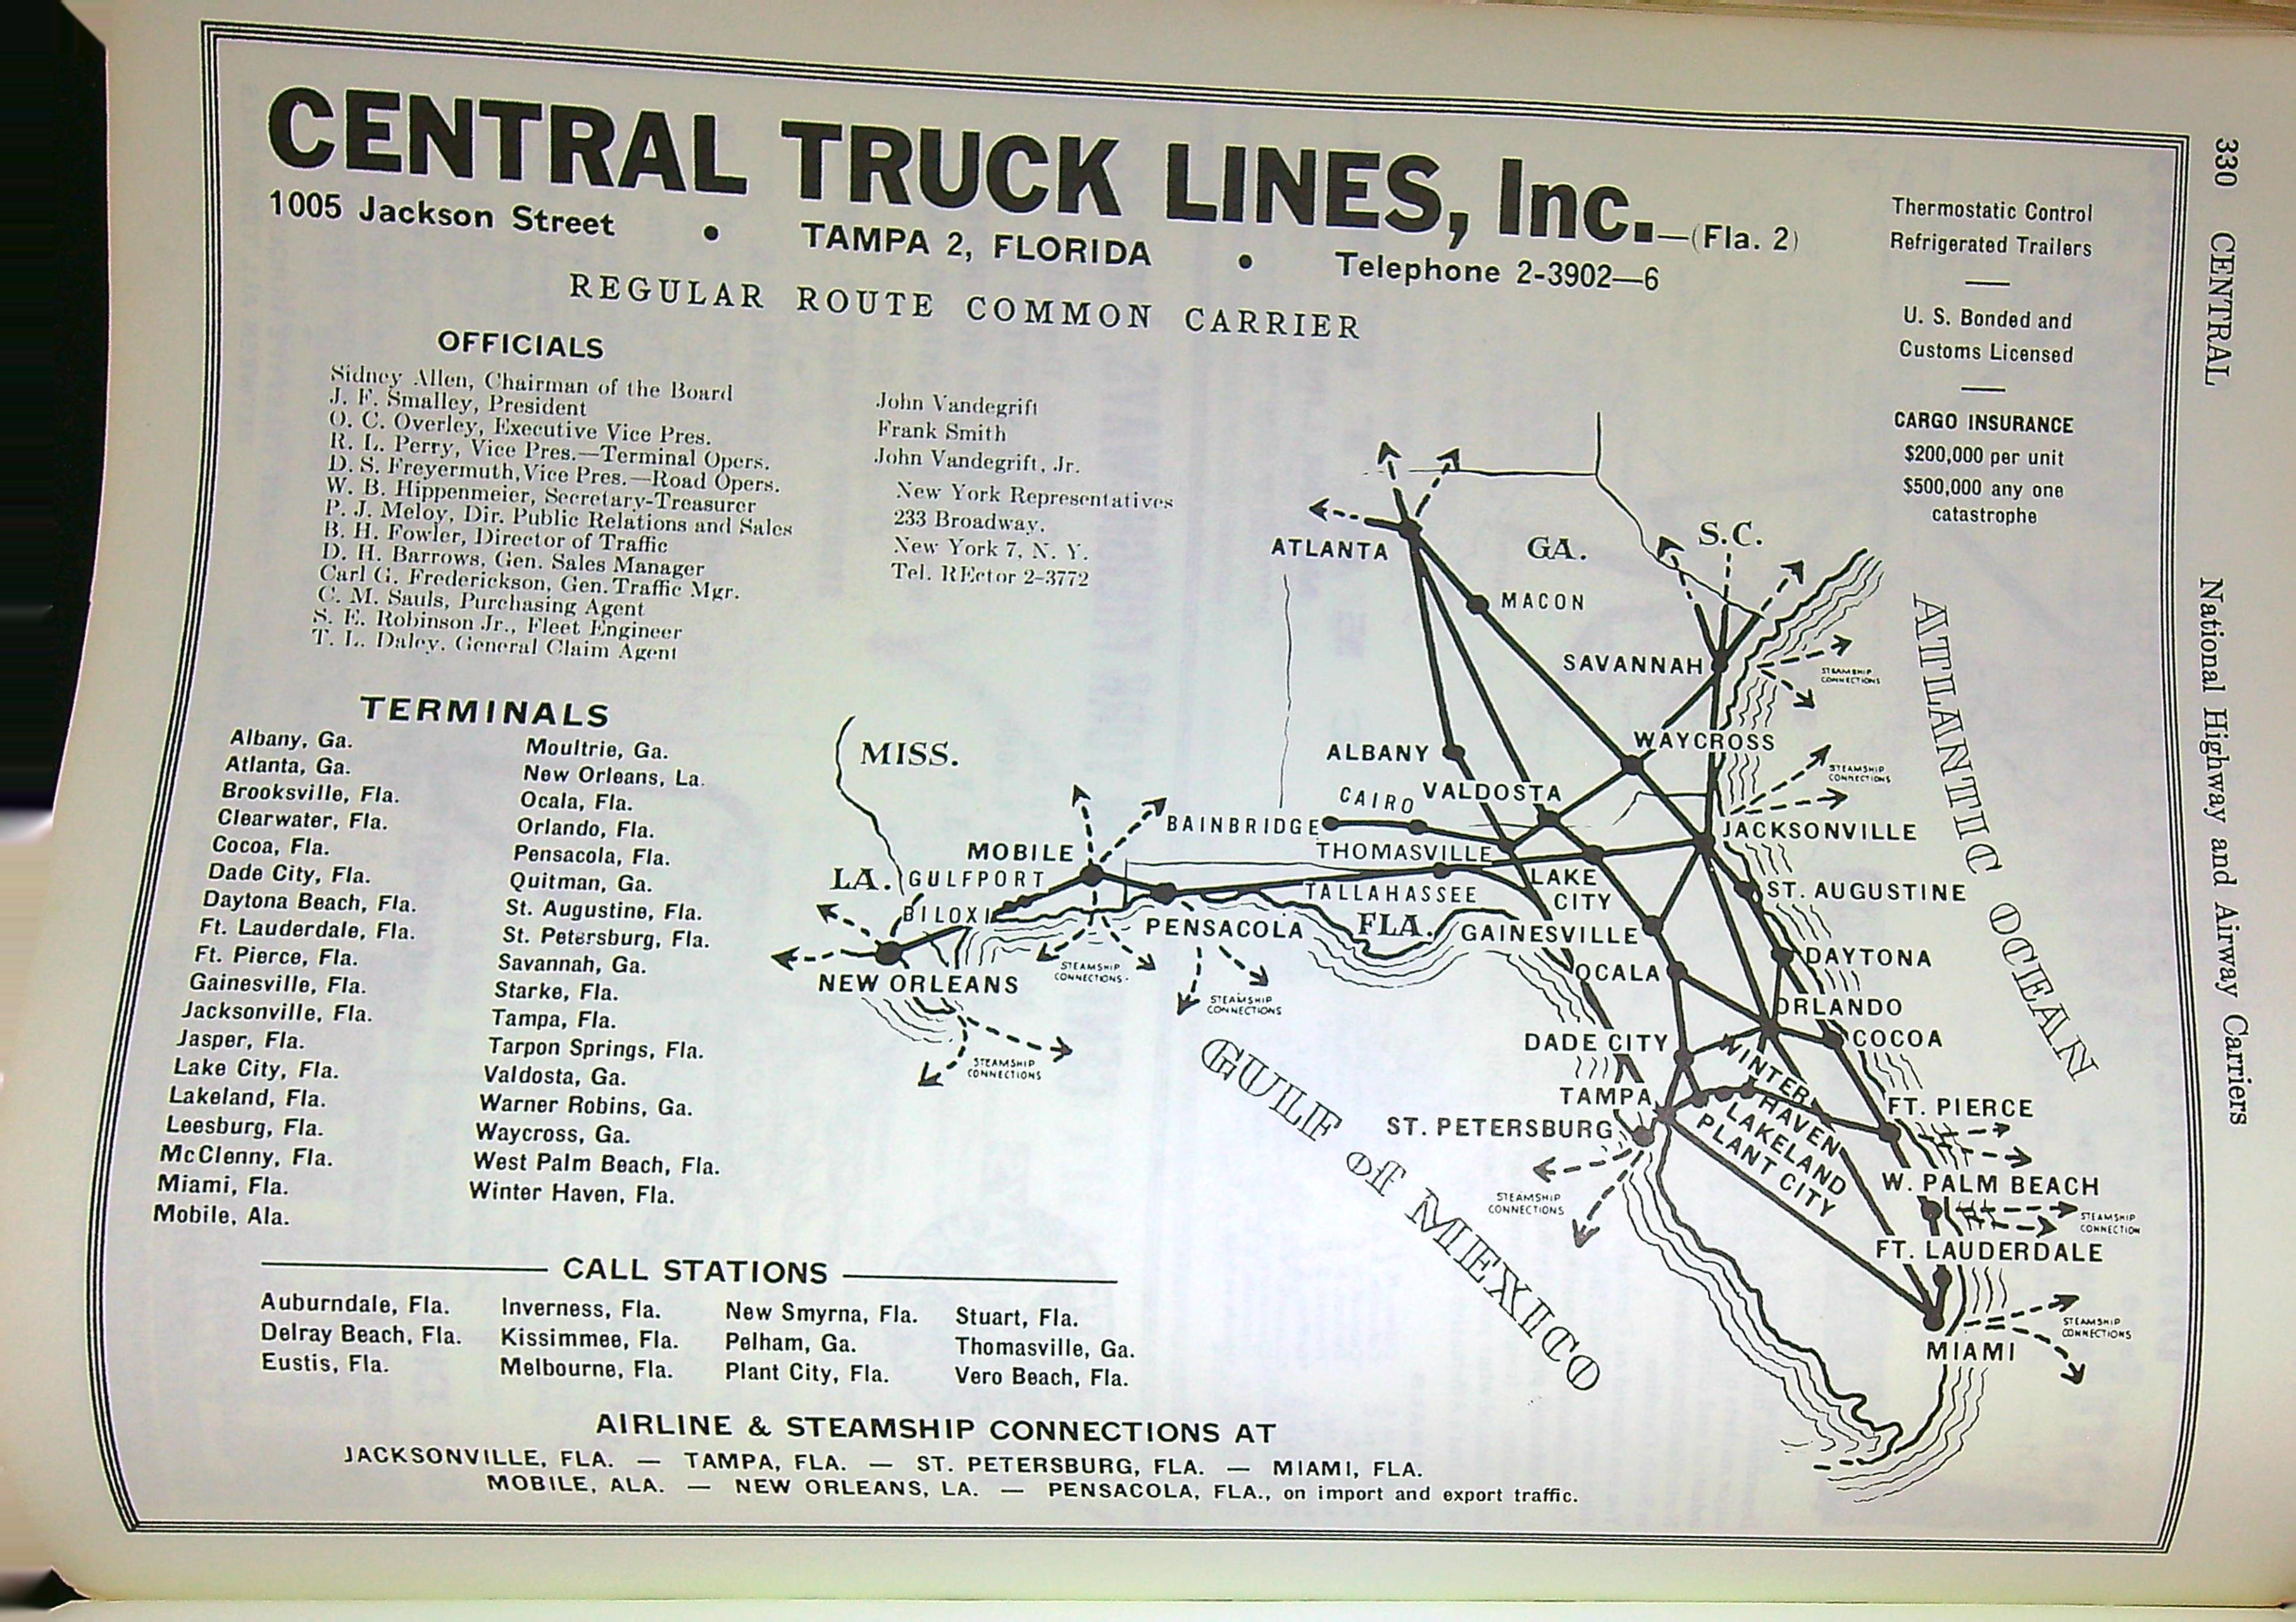 CENTRAL TRUCK LINES, Inc.—(Fla. 2)
1005 Jackson Street • TAMPA 2, FLORIDA • Telephone 2-3902—6
REGULAR ROUTE COMMON CARRIER
Thermostatic Control
Refrigerated Trailers
U. S. Bonded and
Customs Licensed
CARGO INSURANCE
$200,000 per unit
$500,000 any one
catastrophe
330 CENTRAL
National Highway and Airway Carriers
OFFICIALS
Sidney Allen, Chairman of the Board
J. F. Smalley, President
O. C. Overley, Executive Vice Pres.
R. L. Perry, Vice Pres.—Terminal Opers.
D. S. Freyermuth, Vice Pres.—Road Opers.
W. B. Hippenmeier, Secretary-Treasurer
P. J. Meloy, Dir. Public Relations and Sales
B. H. Fowler, Director of Traffic
D. H. Barrows, Gen. Sales Manager
Carl G. Frederickson, Gen. Traffic Mgr.
C. M. Sauls, Purchasing Agent
S. E. Robinson Jr., Fleet Engineer
T. L. Daley. General Claim Agent
John Vandegrift
Frank Smith
John Vandegrift, Jr.
New York Representatives
233 Broadway,
New York 7, N. Y.
Tel. REctor 2-3772
TERMINALS
Albany, Ga.
Atlanta, Ga.
Brooksville, Fla.
Clearwater, Fla.
Cocoa, Fla.
Dade City, Fla.
Daytona Beach, Fla.
Ft. Lauderdale, Fla.
Ft. Pierce, Fla.
Gainesville, Fla.
Jacksonville, Fla.
Jasper, Fla.
Lake City, Fla.
Lakeland, Fla.
Leesburg, Fla.
McClenny, Fla.
Miami, Fla.
Mobile, Ala.
Moultrie, Ga.
New Orleans, La.
Ocala, Fla.
Orlando, Fla.
Pensacola, Fla.
Quitman, Ga.
St. Augustine, Fla.
St. Petersburg, Fla.
Savannah, Ga.
Starke, Fla.
Tampa, Fla.
Tarpon Springs, Fla.
Valdosta, Ga.
Warner Robins, Ga.
Waycross, Ga.
West Palm Beach, Fla.
Winter Haven, Fla.
ATLANTA
GA.
S.C.
MACON
SAVANNAH
STEAMSHIP
CONNECTIONS
ATLANTIC OCEAN
WAYCROSS
ALBANY
STEAMSHIP
CONNECTIONS
MISS.
VALDOSTA
CAIRO
BAINBRIDGE
JACKSONVILLE
THOMASVILLE
MOBILE
LA.
GULFPORT
LAKE
CITY
TALLAHASSEE
ST. AUGUSTINE
BILOXI
PENSACOLA
FLA.
GAINESVILLE
NEW ORLEANS
STEAMSHIP
CONNECTIONS
OCALA
DAYTONA
STEAMSHIP
CONNECTIONS
ORLANDO
COCOA
DADE CITY
STEAMSHIP
CONNECTIONS
GULF of MEXICO
WINTER
HAVEN
LAKELAND
PLANT CITY
TAMPA
FT. PIERCE
ST. PETERSBURG
STEAMSHIP
CONNECTIONS
W. PALM BEACH
STEAMSHIP
CONNECTION
FT. LAUDERDALE
STEAMSHIP
CONNECTIONS
MIAMI
CALL STATIONS
Auburndale, Fla.
Delray Beach, Fla.
Eustis, Fla.
Inverness, Fla.
Kissimmee, Fla.
Melbourne, Fla.
New Smyrna, Fla.
Pelham, Ga.
Plant City, Fla.
Stuart, Fla.
Thomasville, Ga.
Vero Beach, Fla.
AIRLINE & STEAMSHIP CONNECTIONS AT
JACKSONVILLE, FLA. — TAMPA, FLA. — ST. PETERSBURG, FLA. — MIAMI, FLA.
MOBILE, ALA. — NEW ORLEANS, LA. — PENSACOLA, FLA., on import and export traffic.